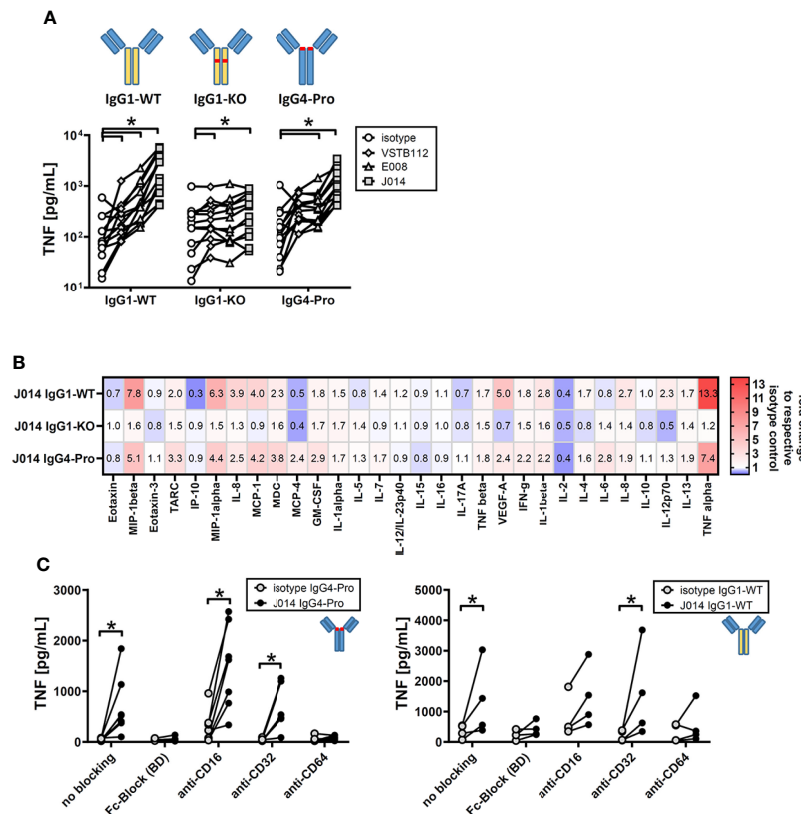 A
IgG1-WT IgG1-KO IgG4-Pro
*
*
*
isotype
VSTB112
E008
J014
TNF [pg/mL]
10⁴
10³
10²
10¹
IgG1-WT IgG1-KO IgG4-Pro
B
J014 IgG1-WT 0.7 7.8 0.9 2.0 0.3 6.3 3.9 4.0 2.3 0.5 1.8 1.5 0.8 1.4 1.2 0.9 1.1 0.7 1.7 5.0 1.8 2.8 0.4 1.7 0.8 2.7 1.0 2.3 1.7 13.3
J014 IgG1-KO 1.0 1.6 0.8 1.5 0.9 1.5 1.3 0.9 1.6 0.4 1.7 1.0 1.4 0.9 1.1 1.0 1.0 0.9 1.4 0.7 1.6 1.2 0.5 0.8 1.4 1.4 0.8 0.5 1.4 1.2
J014 IgG4-Pro 0.8 5.1 1.1 3.3 0.9 4.4 2.5 4.2 3.8 2.4 2.9 1.7 1.3 1.7 0.9 0.8 1.5 1.1 1.8 2.4 2.2 2.2 0.4 1.6 2.8 1.9 1.1 1.3 1.9 7.4
Eotaxin
MIP-1beta
Eotaxin-3
TARC
IP-10
MIP-1alpha
IL-8
MCP-1
MDC
MCP-4
GM-CSF
IL-1alpha
IL-5
IL-7
IL-12/IL-23p40
IL-15
IL-16
IL-17A
TNF beta
VEGF-A
IFN-g
IL-1beta
IL-2
IL-4
IL-6
IL-8
IL-10
IL-12p70
IL-13
TNF alpha
14
12
10
8
6
4
3
1
to respective
isotype control
C
TNF [pg/mL]
3000
2000
1000
0
*
*
*
isotype IgG4-Pro
J014 IgG4-Pro
no blocking
Fc-Block (BD)
anti-CD16
anti-CD32
anti-CD64
TNF [pg/mL]
5000
4000
3000
2000
1000
0
*
*
isotype IgG1-WT
J014 IgG1-WT
no blocking
Fc-Block (BD)
anti-CD16
anti-CD32
anti-CD64